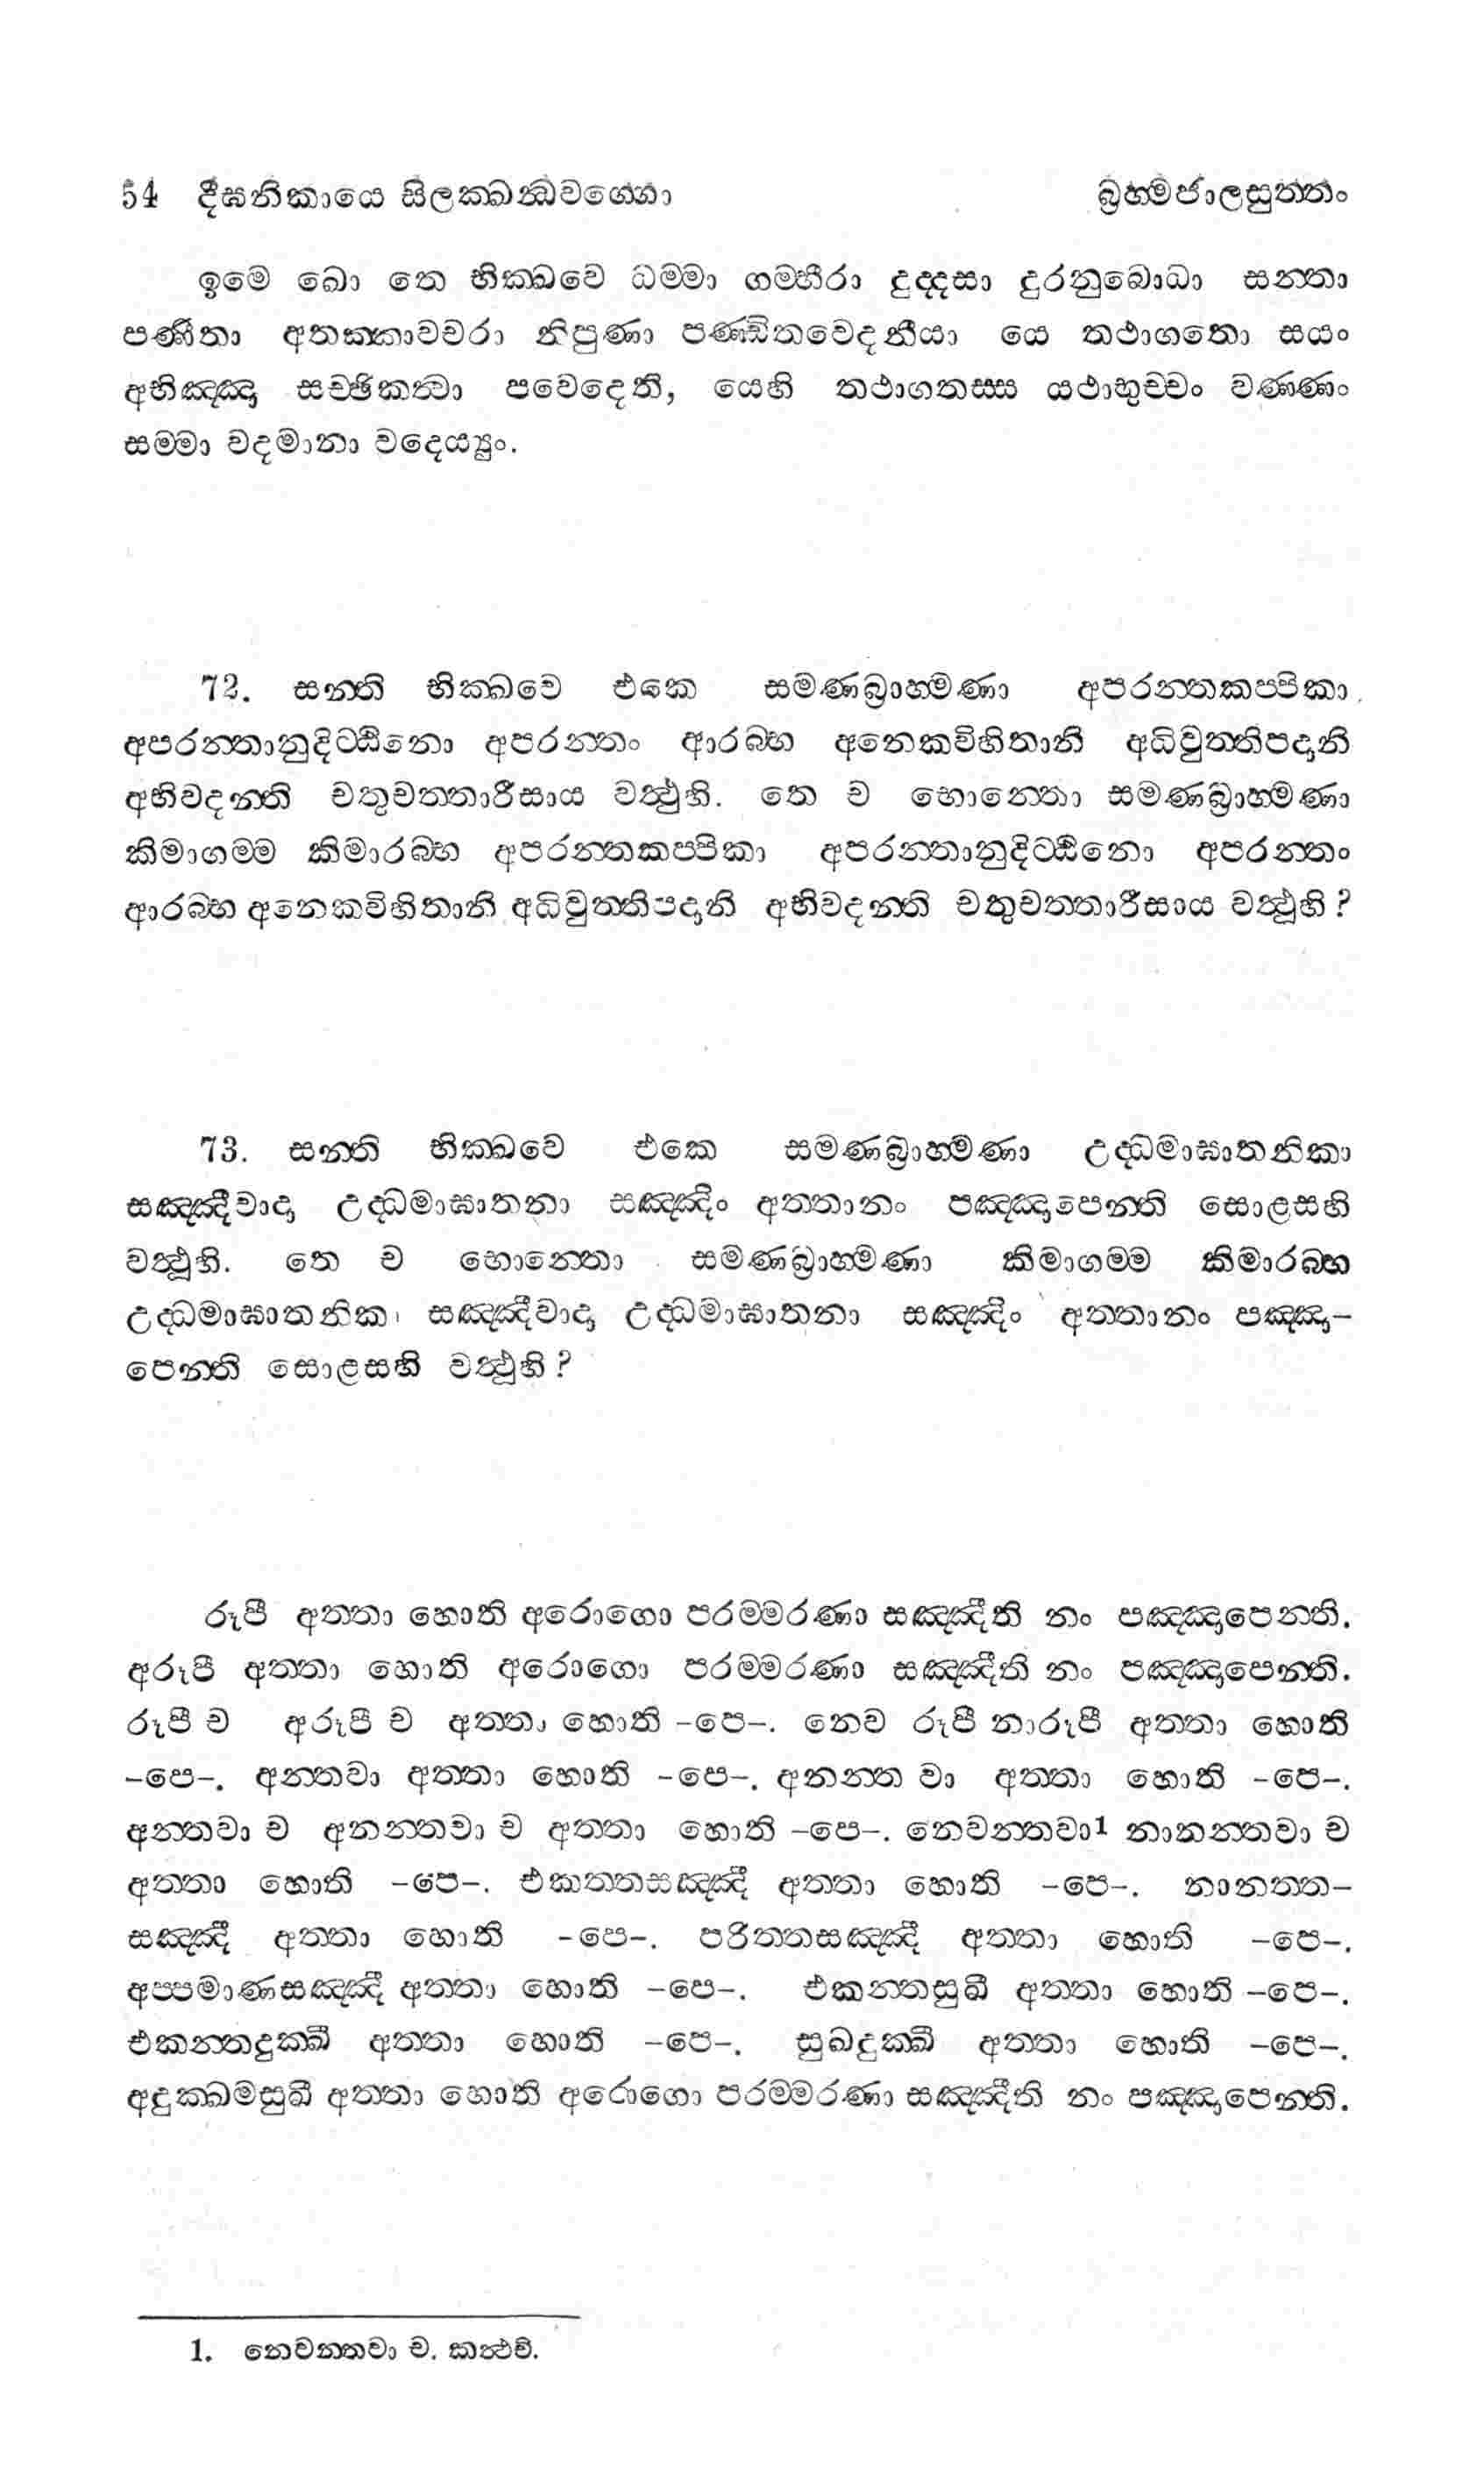 54 දීඝනිකායෙ සීලක්ඛන්ධවග්ගො බ්‍රහ්මජාලසුත්තං
ඉමෙ ඛො තෙ භික්ඛවෙ ධම්මා ගම්භීරා දුද්දසා දුරනුබොධා සන්තා
පණීතා අතක්කාවචරා නිපුණා පණ්ඩිතවෙදනීයා යෙ තථාගතො සයං
අභිඤ්ඤා සච්ඡිකත්‍වා පවෙදෙති, යෙහි තථාගතස්ස යථාභුච්චං වණ්ණං
සම්මා වදමානා වදෙය්‍යුං.
72. සන්ති භික්ඛවෙ එකෙ සමණබ්‍රාහ්මණා අපරන්තකප්පිකා
අපරන්තානුදිට්ඨිනො අපරන්තං ආරබ්භ අනෙකවිහිතානි අධිවුත්තිපදානි
අභිවදන්ති චතුචත්තාරීසාය වත්‍ථුහි. තෙ ච භොන්තො සමණබ්‍රාහ්මණා
කිමාගම්ම කිමාරබ්භ අපරන්තකප්පිකා අපරන්තානුදිට්ඨිනො අපරන්තං
ආරබ්භ අනෙකවිහිතානි අධිවුත්තිපදානි අභිවදන්ති චතුචත්තාරීසාය වත්‍ථූහි?
73. සන්ති භික්ඛවෙ එකෙ සමණබ්‍රාහ්මණා උද්ධමාඝාතනිකා
සඤ්ඤීවාදා උද්ධමාඝාතනා සඤ්ඤිං අත්තානං පඤ්ඤාපෙන්ති සොළසහි
වත්‍ථූහි. තෙ ච භොන්තො සමණබ්‍රාහ්මණා කිමාගම්ම කිමාරබ්භ
උද්ධමාඝාතනිකා සඤ්ඤීවාදා උද්ධමාඝාතනා සඤ්ඤිං අත්තානං පඤ්ඤා-
පෙන්ති සොළසහි වත්‍ථූහි?
රූපී අත්තා හොති අරොගො පරම්මරණා සඤ්ඤීති නං පඤ්ඤාපෙන්ති.
අරූපී අත්තා හොති අරොගො පරම්මරණා සඤ්ඤීති නං පඤ්ඤාපෙන්ති.
රූපී ච අරූපී ච අත්තා හොති -පෙ-. නෙව රූපී නාරූපී අත්තා හොති
-පෙ-. අන්තවා අත්තා හොති -පෙ-. අනන්ත වා අත්තා හොති -පෙ-.
අන්තවා ච අනන්තවා ච අත්තා හොති -පෙ-. නෙවන්තවා1 නානන්තවා ච
අත්තා හොති -පෙ-. එකත්තසඤ්ඤී අත්තා හොති -පෙ-. නානත්ත-
සඤ්ඤී අත්තා හොති -පෙ-. පරිත්තසඤ්ඤී අත්තා හොති -පෙ-.
අප්පමාණසඤ්ඤී අත්තා හොති -පෙ-. එකන්තසුඛී අත්තා හොති -පෙ-.
එකන්තදුක්ඛී අත්තා හොති -පෙ-. සුඛදුක්ඛී අත්තා හොති -පෙ-.
අදුක්ඛමසුඛී අත්තා හොති අරොගො පරම්මරණා සඤ්ඤීති නං පඤ්ඤාපෙන්ති.
1. නෙවන්තවා ච. කත්‍ථචි.